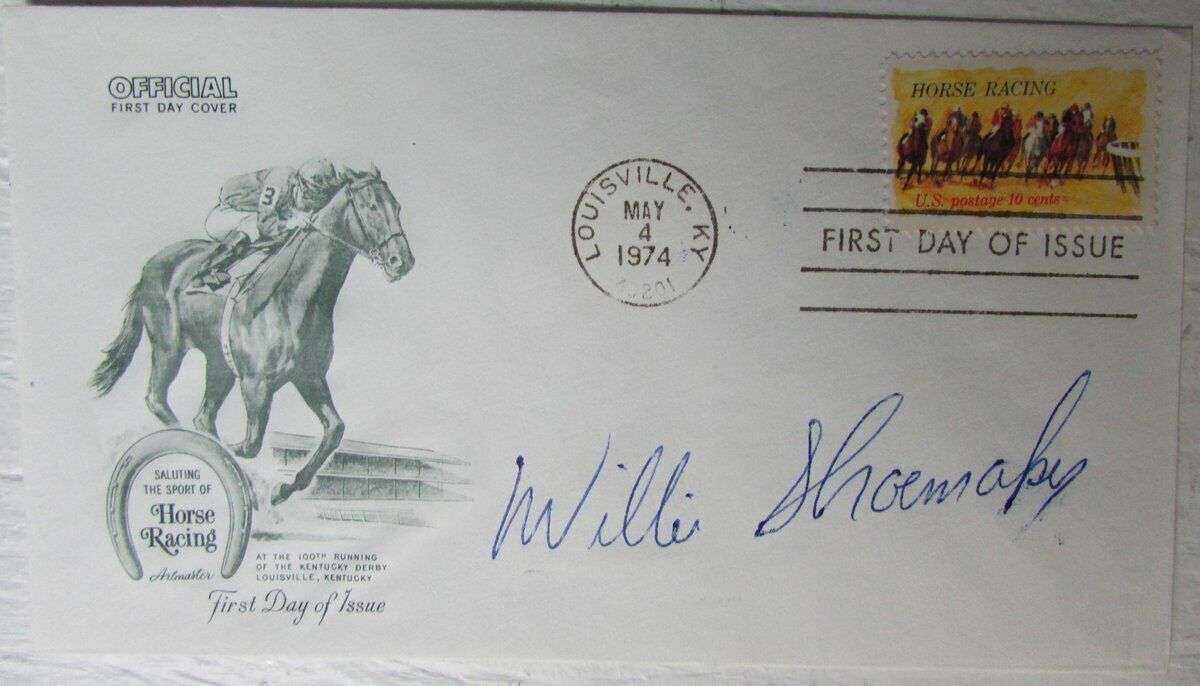 OFFICIAL
FIRST DAY COVER
HORSE RACING
U.S. postage 10 cents
LOUISVILLE, KY
MAY
4
1974
FIRST DAY OF ISSUE
3
SALUTING
THE SPORT OF
Horse
Racing
Artmaster
AT THE 100TH RUNNING
OF THE KENTUCKY DERBY
LOUISVILLE, KENTUCKY
First Day of Issue
Willie Shoemaker